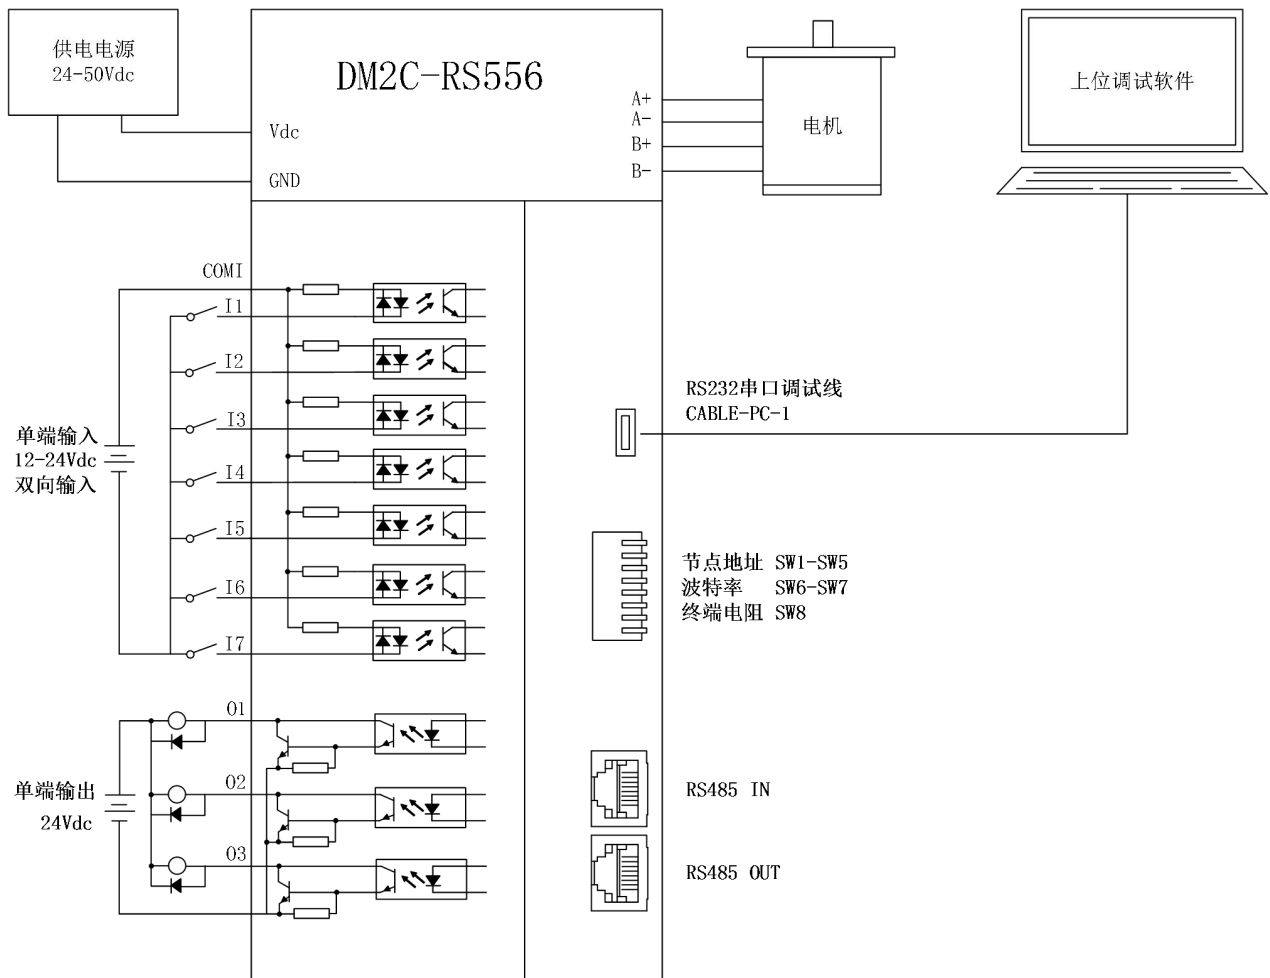 供电电源
24-50Vdc
DM2C-RS556
Vdc
GND
A+
A-
B+
B-
电机
上位调试软件
COMI
I1
I2
I3
I4
I5
I6
I7
单端输入
12-24Vdc
双向输入
RS232串口调试线
CABLE-PC-1
节点地址 SW1-SW5
波特率 SW6-SW7
终端电阻 SW8
O1
O2
O3
单端输出
24Vdc
RS485 IN
RS485 OUT